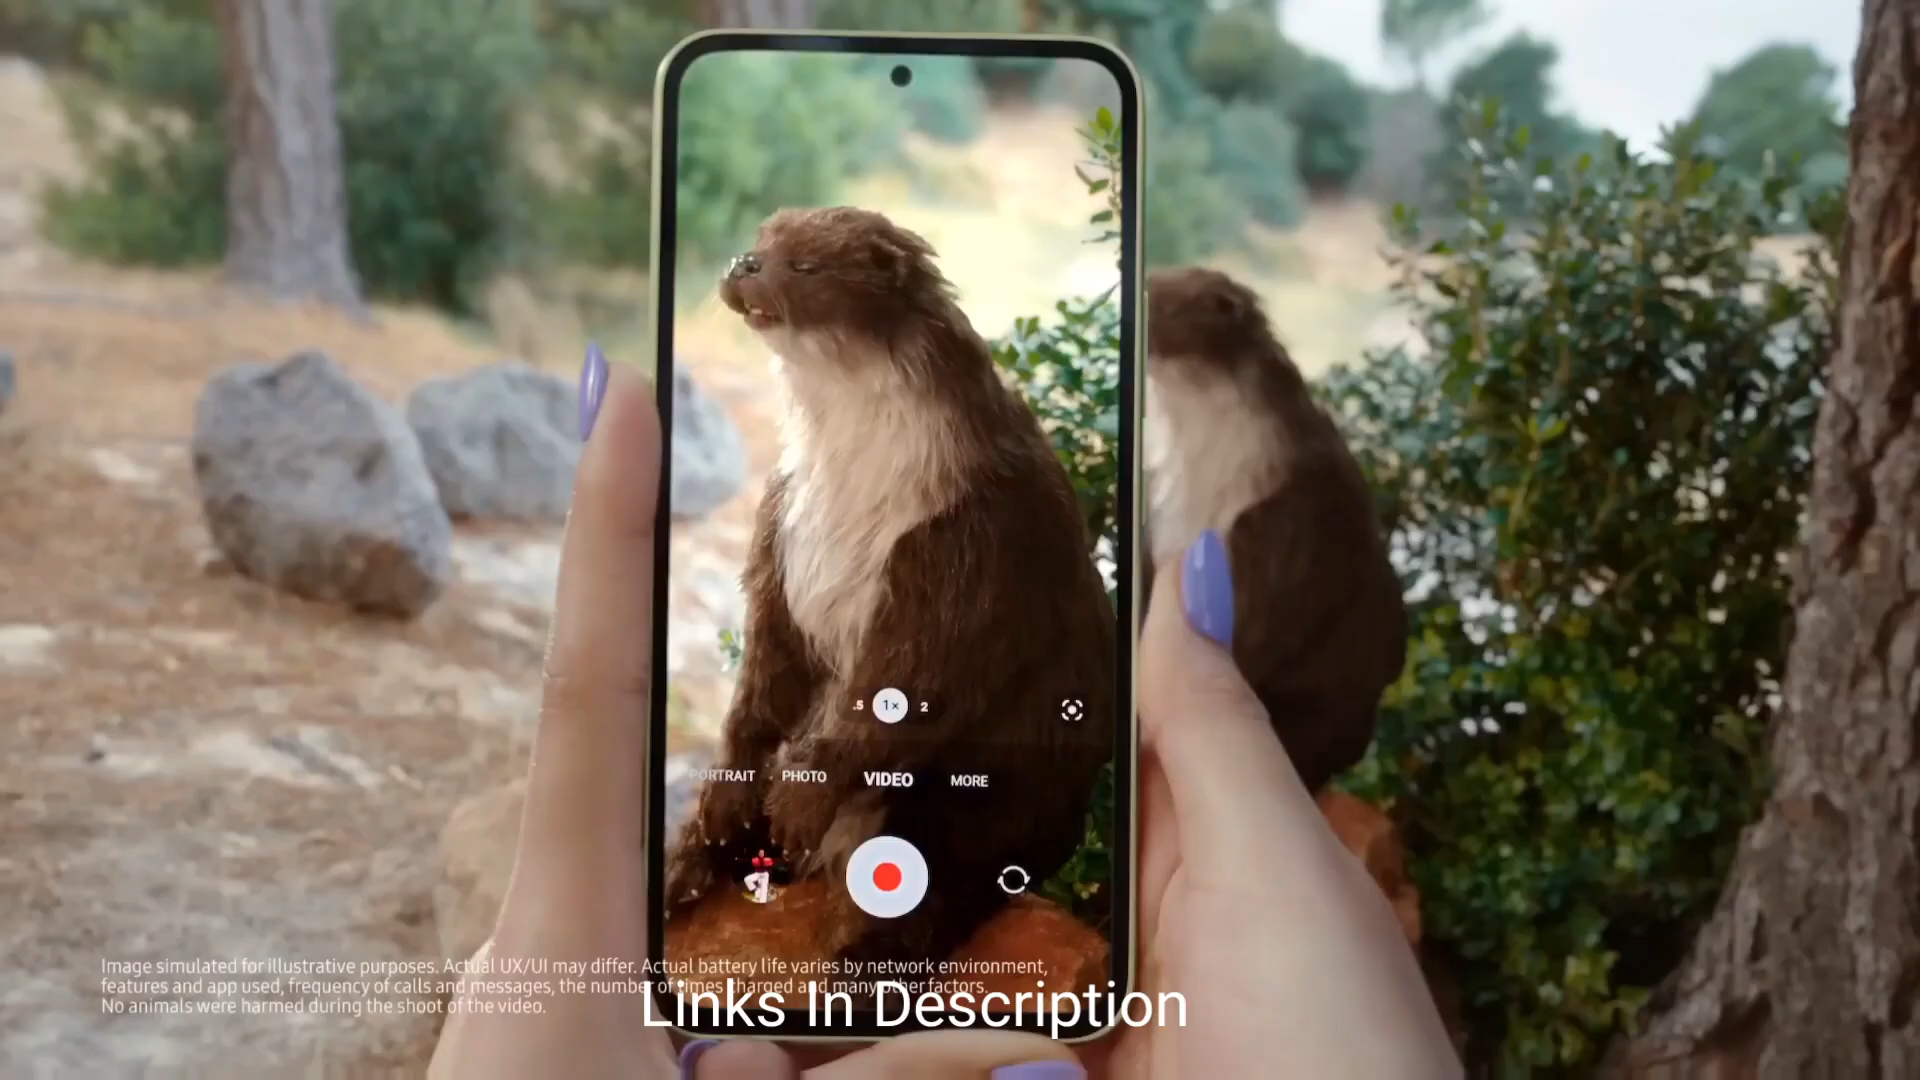 .5 1× 2
PORTRAIT PHOTO VIDEO MORE
Image simulated for illustrative purposes. Actual UX/UI may differ. Actual battery life varies by network environment,
features and app used, frequency of calls and messages, the number of times charged and many other factors.
No animals were harmed during the shoot of the video.
Links In Description